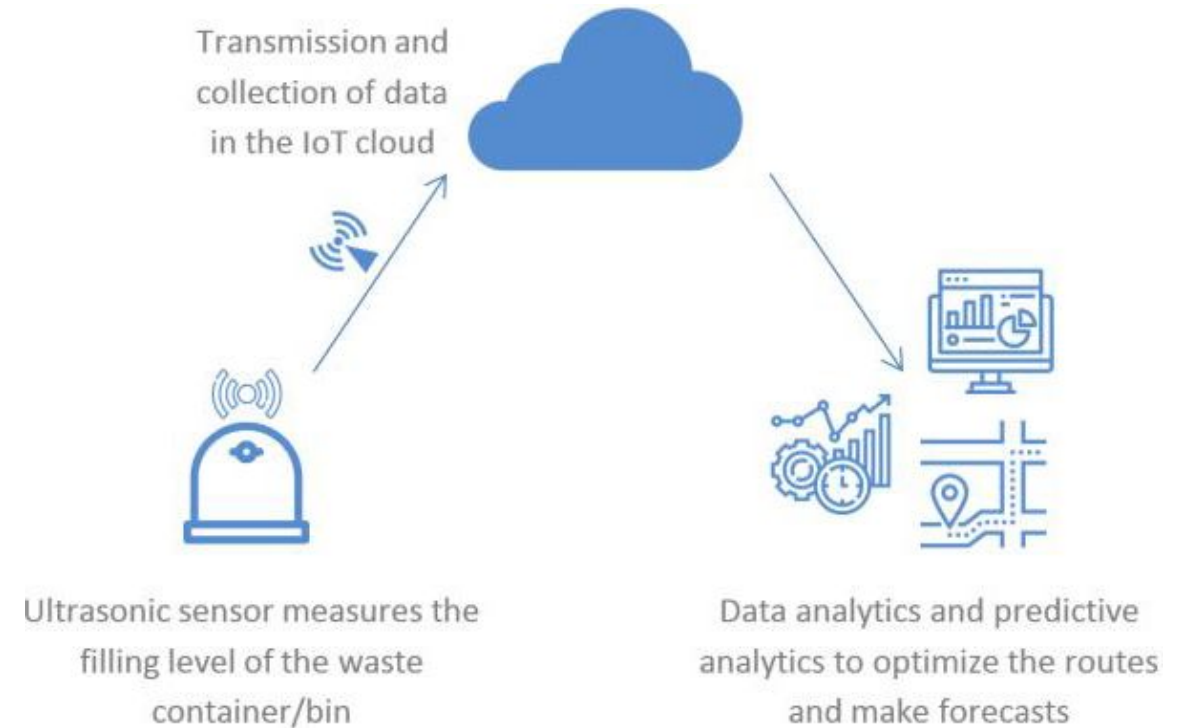 Transmission and
collection of data
in the IoT cloud
Ultrasonic sensor measures the
filling level of the waste
container/bin
Data analytics and predictive
analytics to optimize the routes
and make forecasts